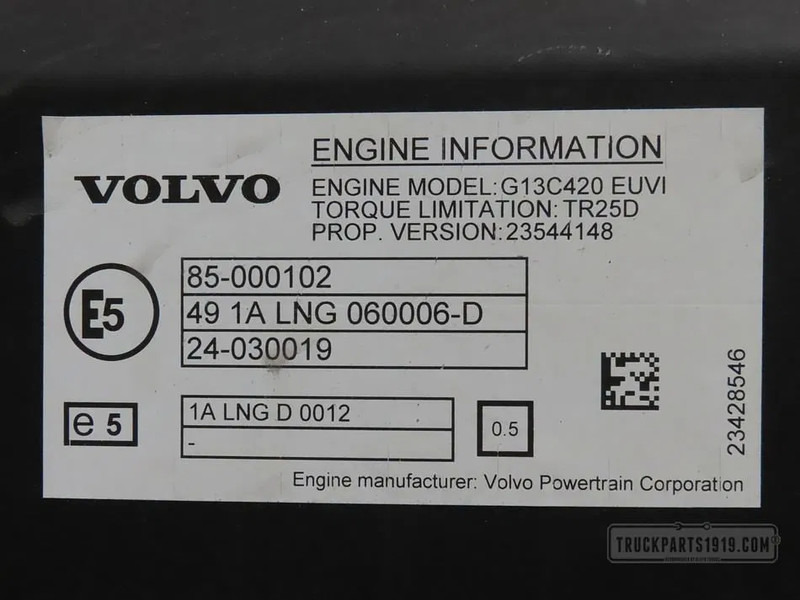 VOLVO
ENGINE INFORMATION
ENGINE MODEL:G13C420 EUVI
TORQUE LIMITATION: TR25D
PROP. VERSION:23544148
E5
85-000102
49 1A LNG 060006-D
24-030019
e 5
1A LNG D 0012
-
0.5
23428546
Engine manufacturer: Volvo Powertrain Corporation
TRUCKPARTS1919.COM